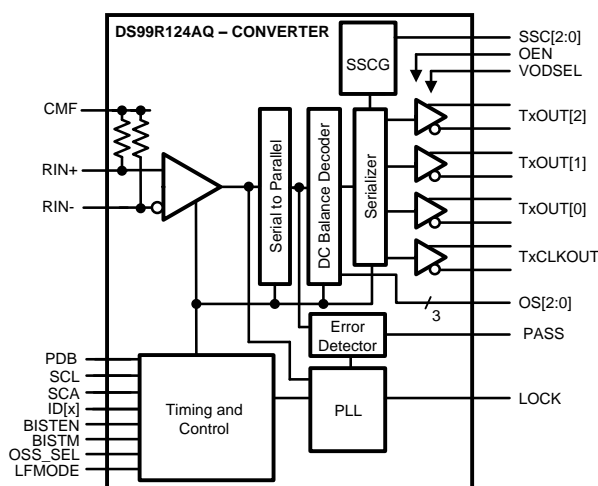 DS99R124AQ – CONVERTER
SSC[2:0]
OEN
VODSEL
SSCG
CMF
TxOUT[2]
RIN+
TxOUT[1]
RIN-
TxOUT[0]
Serial to Parallel
DC Balance Decoder
Serializer
TxCLKOUT
OS[2:0]
3
Error
Detector
PASS
PDB
SCL
SCA
ID[x]
BISTEN
BISTM
OSS_SEL
LFMODE
Timing and
Control
PLL
LOCK